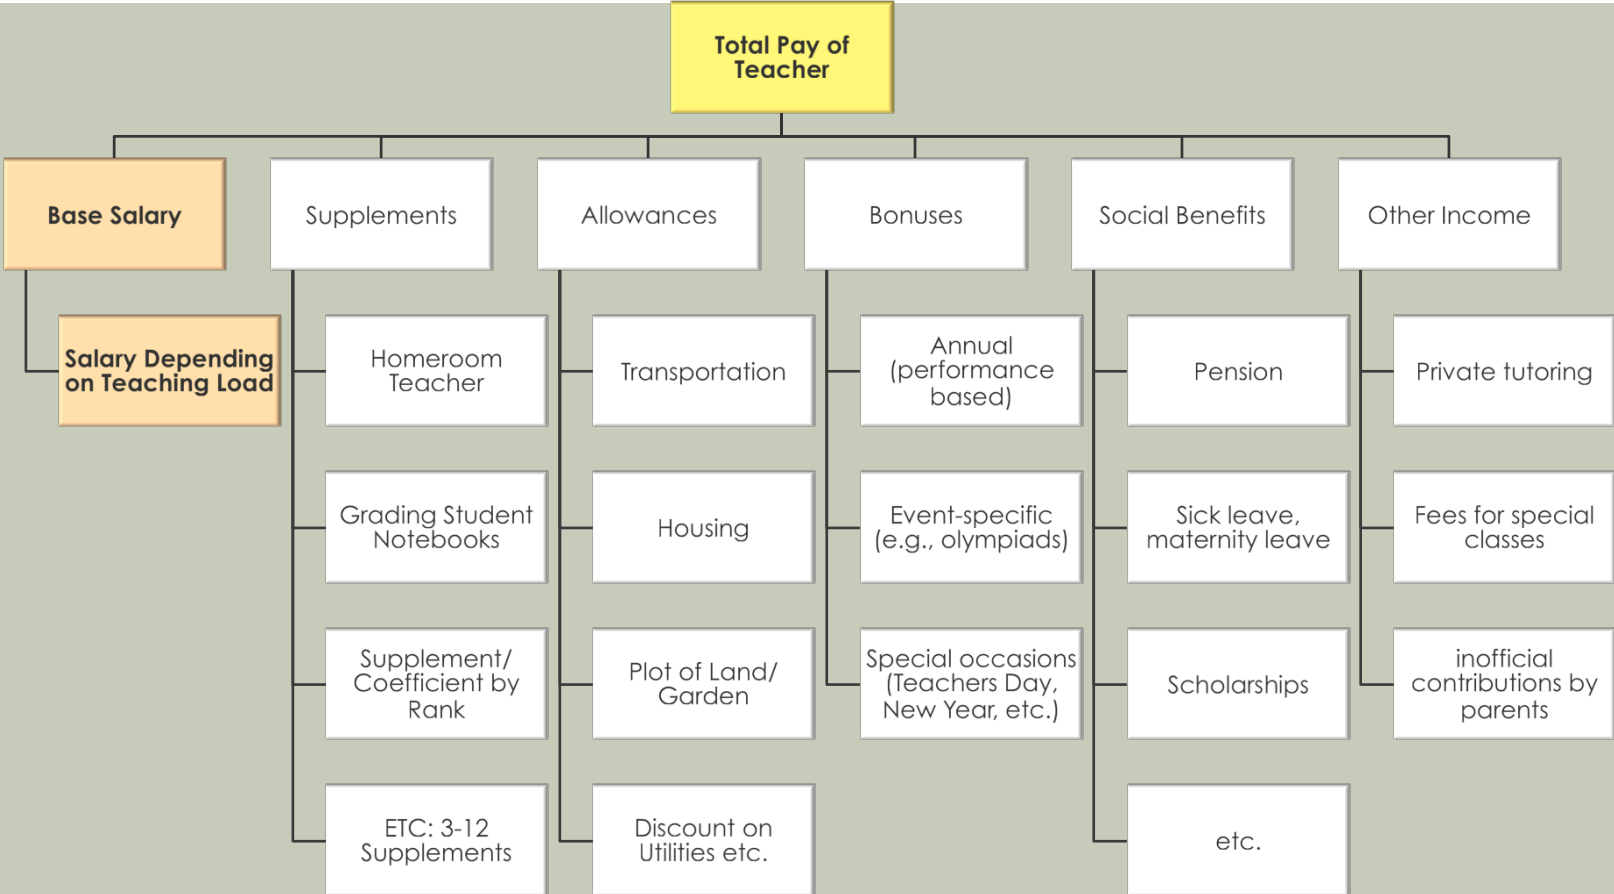 Total Pay of
Teacher
Base Salary
Supplements
Allowances
Bonuses
Social Benefits
Other Income
Salary Depending
on Teaching Load
Homeroom
Teacher
Transportation
Annual
(performance
based)
Pension
Private tutoring
Grading Student
Notebooks
Housing
Event-specific
(e.g., olympiads)
Sick leave,
maternity leave
Fees for special
classes
Supplement/
Coefficient by
Rank
Plot of Land/
Garden
Special occasions
(Teachers Day,
New Year, etc.)
Scholarships
inofficial
contributions by
parents
ETC: 3-12
Supplements
Discount on
Utilities etc.
etc.